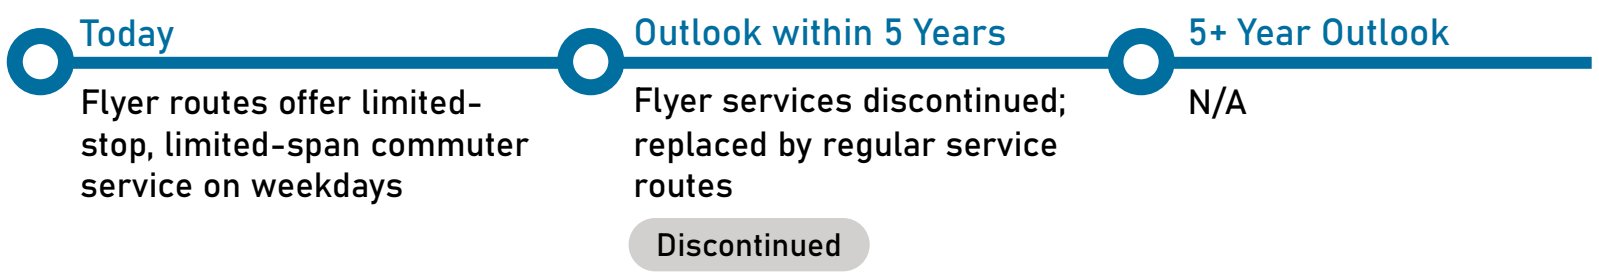 Today
Flyer routes offer limited-
stop, limited-span commuter
service on weekdays
Outlook within 5 Years
Flyer services discontinued;
replaced by regular service
routes
Discontinued
5+ Year Outlook
N/A